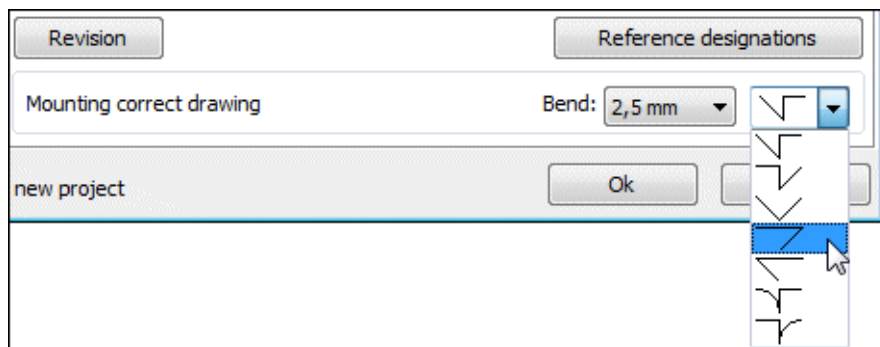 Revision
Reference designations
Mounting correct drawing
Bend: 2,5 mm
new project
Ok